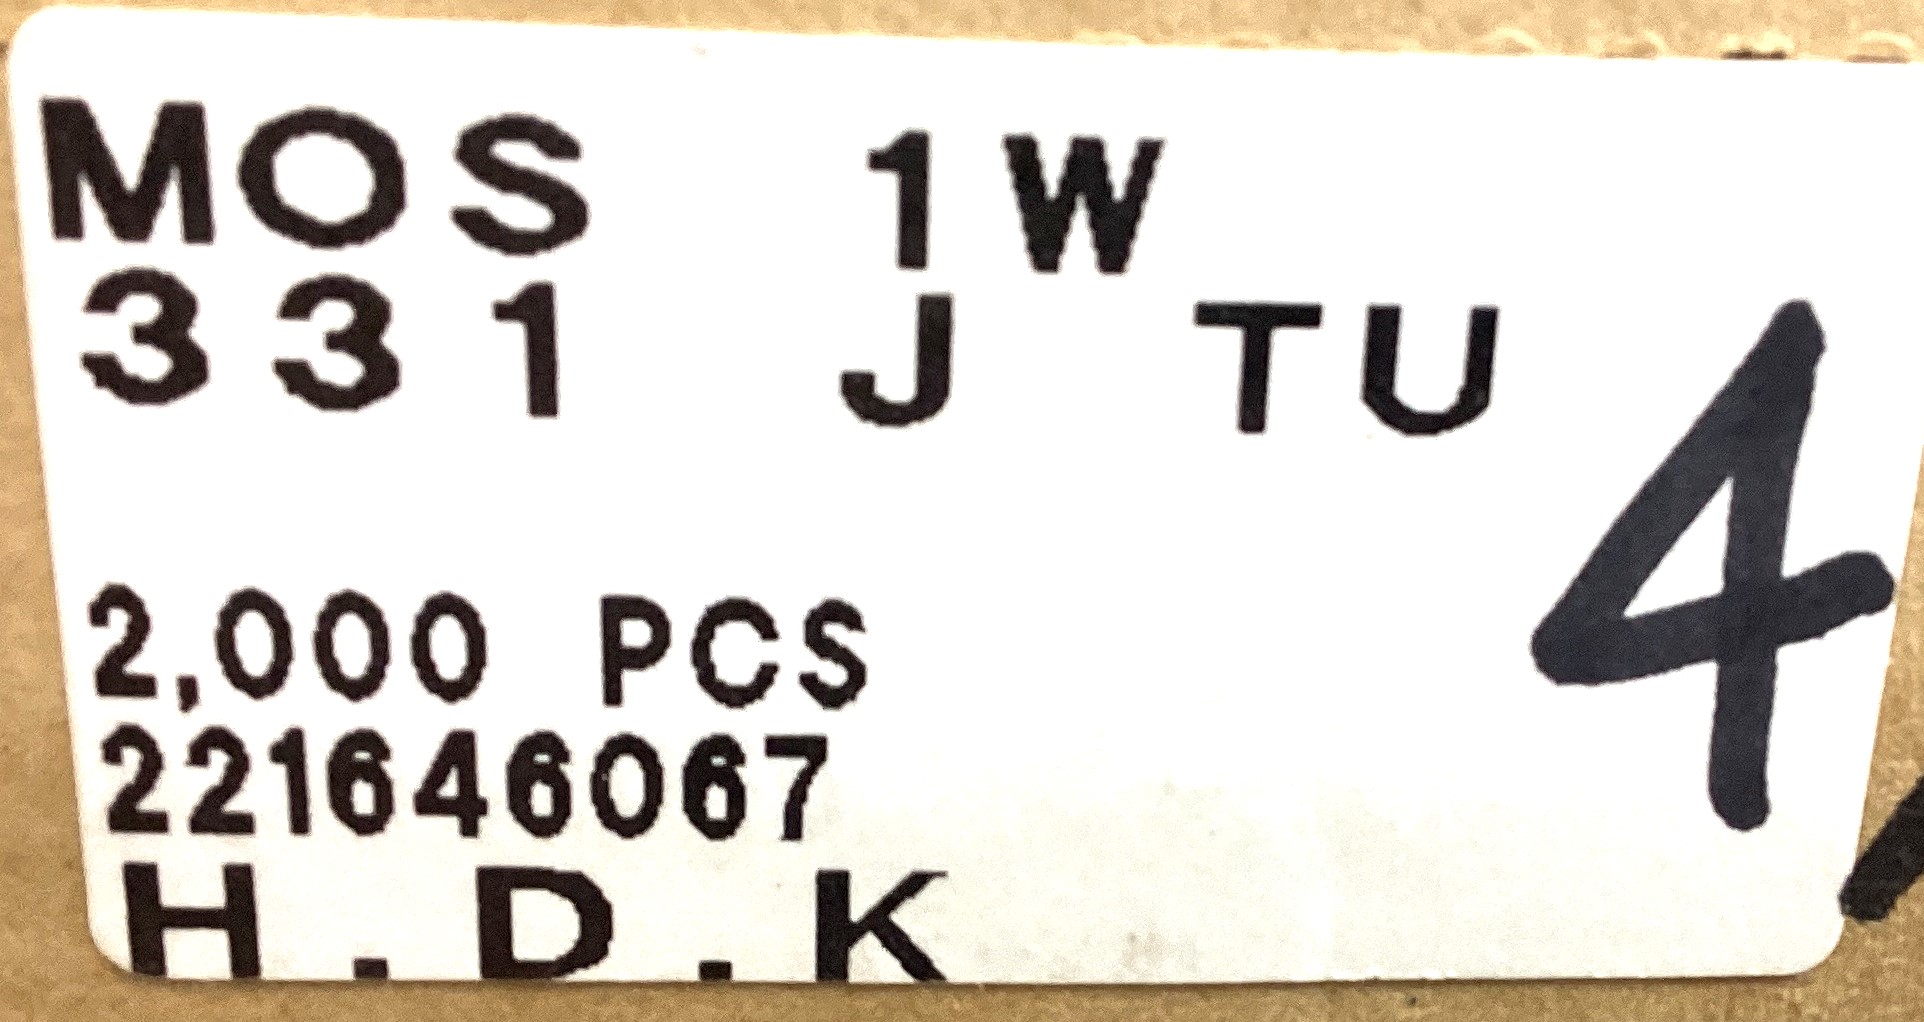 MOS 1W
331 J TU
4
2,000 PCS
221646067
H.D.K